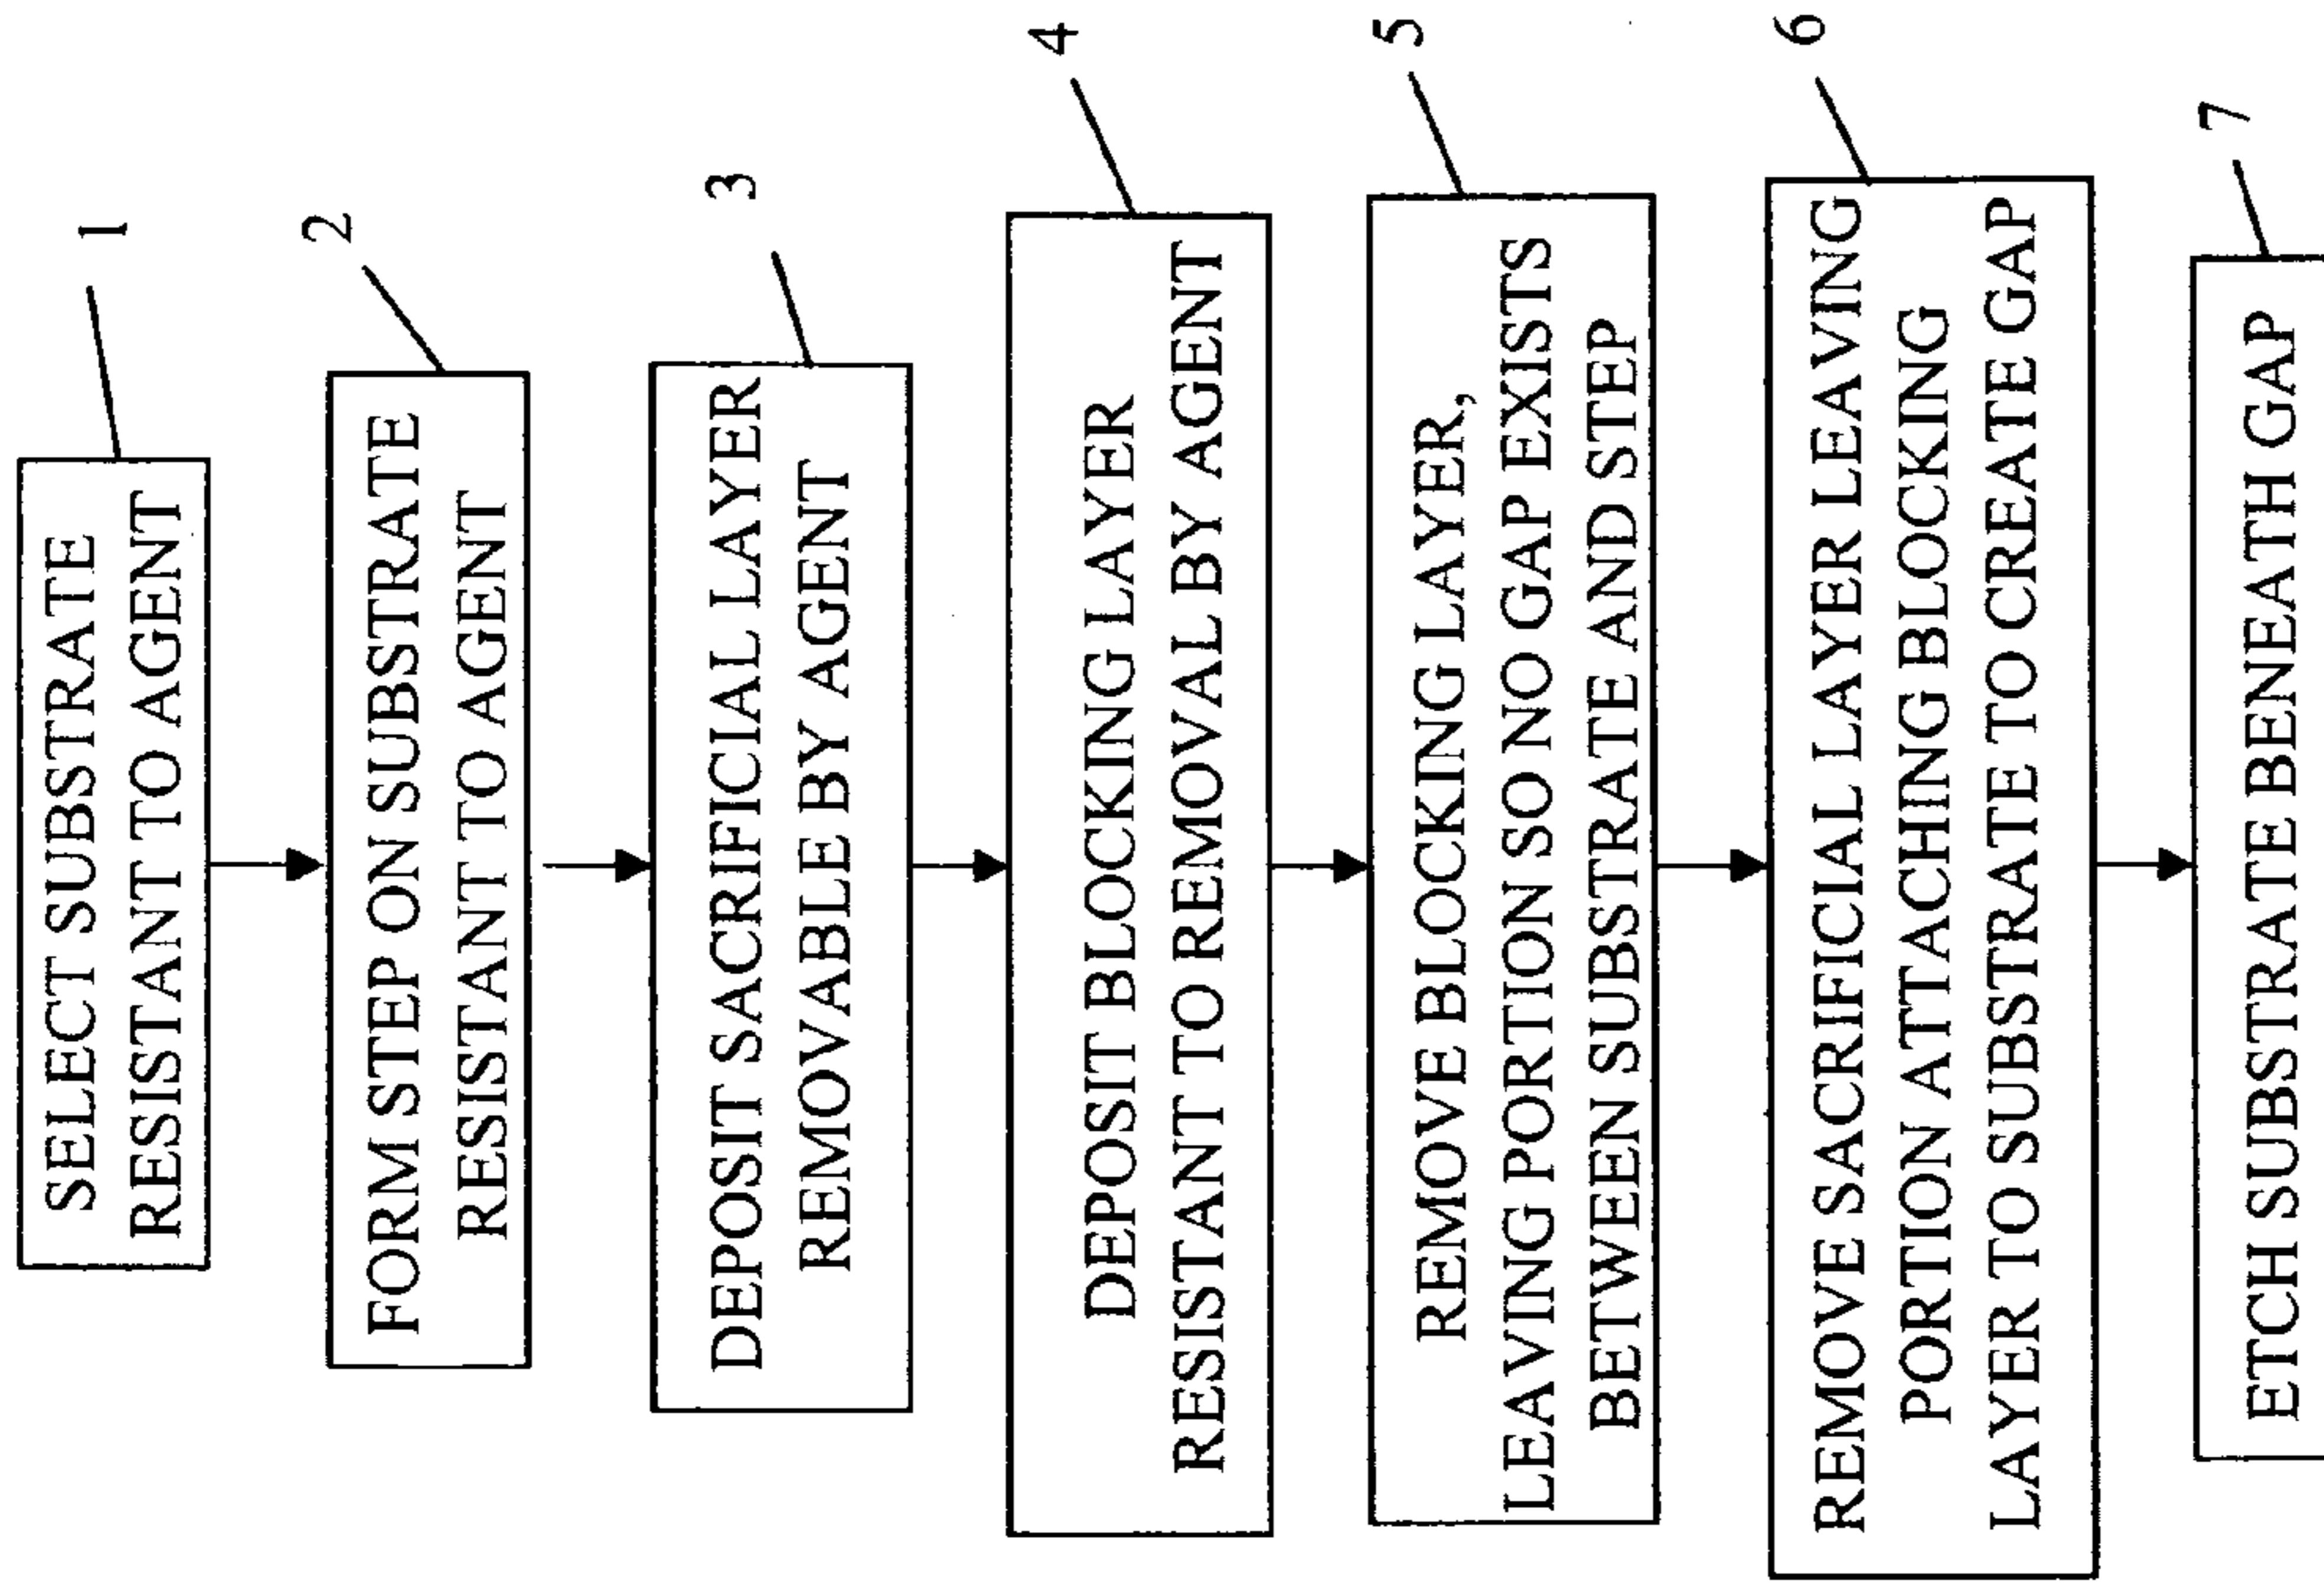 1
SELECT SUBSTRATE
RESISTANT TO AGENT
2
FORM STEP ON SUBSTRATE
RESISTANT TO AGENT
3
DEPOSIT SACRIFICIAL LAYER
REMOVABLE BY AGENT
4
DEPOSIT BLOCKING LAYER
RESISTANT TO REMOVAL BY AGENT
5
REMOVE BLOCKING LAYER,
LEAVING PORTION SO NO GAP EXISTS
BETWEEN SUBSTRATE AND STEP
6
REMOVE SACRIFICIAL LAYER LEAVING
PORTION ATTACHING BLOCKING
LAYER TO SUBSTRATE TO CREATE GAP
7
ETCH SUBSTRATE BENEATH GAP